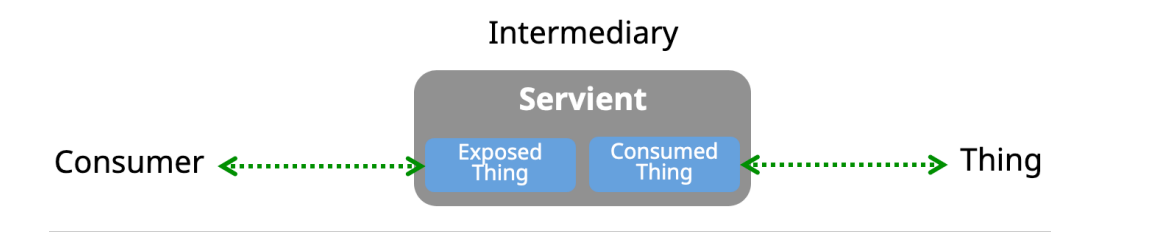 Intermediary
Servient
Consumer
Exposed
Thing
Consumed
Thing
Thing